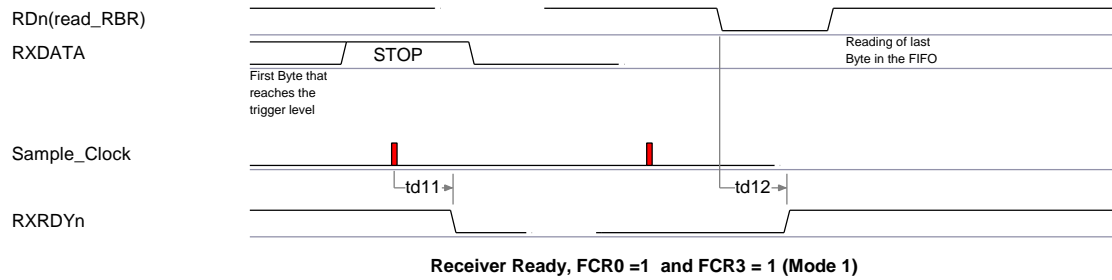 RDn(read_RBR)
RXDATA
STOP
Reading of last
Byte in the FIFO
First Byte that
reaches the
trigger level
Sample_Clock
td11
td12
RXRDYn
Receiver Ready, FCR0 =1 and FCR3 = 1 (Mode 1)